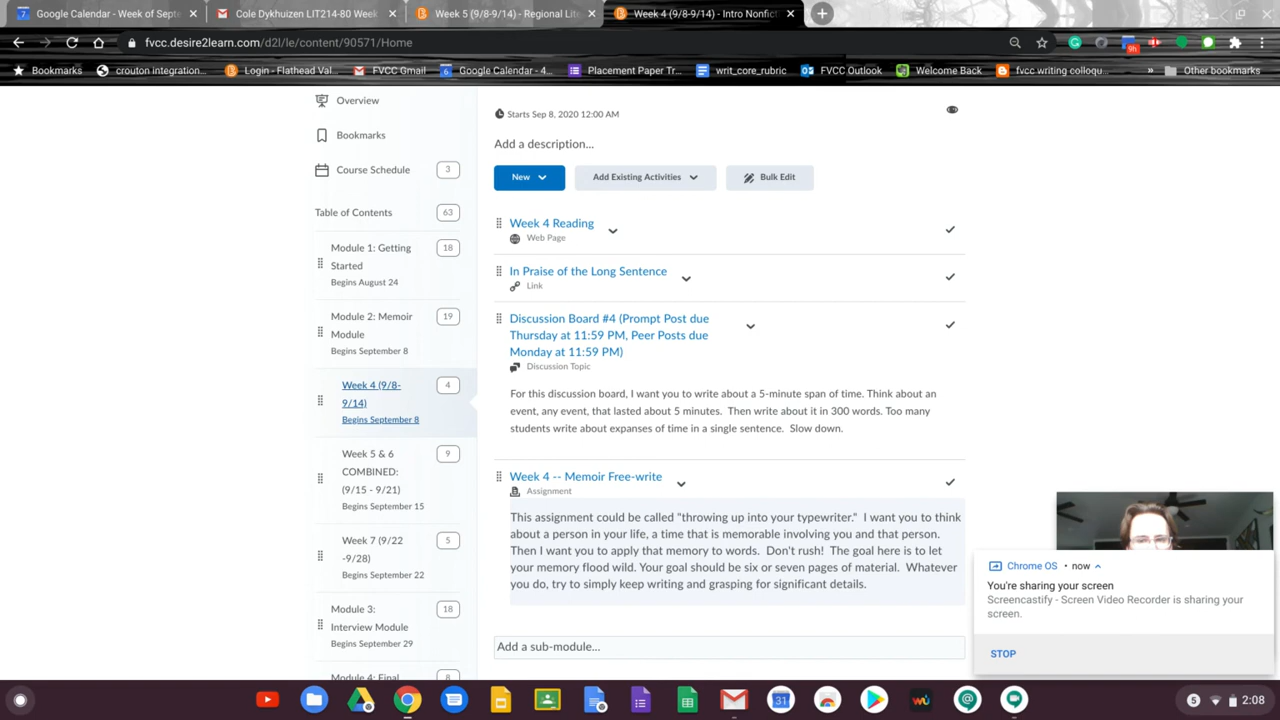 Google Calendar - Week of Sept
Cole Dykhuizen LIT214-80 Week
Week 5 (9/8-9/14) - Regional Lite
Week 4 (9/8-9/14) - Intro Nonfict
fvcc.desire2learn.com/d2l/le/content/90571/Home
9h
Bookmarks
crouton integration...
Login - Flathead Val...
FVCC Gmail
Google Calendar - 4...
Placement Paper Tr...
writ_core_rubric
FVCC Outlook
Welcome Back
fvcc writing colloqu...
»
Other bookmarks
Overview
Bookmarks
Course Schedule
3
Table of Contents
63
Module 1: Getting
Started
Begins August 24
18
Module 2: Memoir
Module
Begins September 8
19
Week 4 (9/8-
9/14)
Begins September 8
4
Week 5 & 6
COMBINED:
(9/15 - 9/21)
Begins September 15
9
Week 7 (9/22
-9/28)
Begins September 22
5
Module 3:
Interview Module
Begins September 29
18
Module 4: Final
8
Starts Sep 8, 2020 12:00 AM
Add a description...
New
Add Existing Activities
Bulk Edit
Week 4 Reading
Web Page
In Praise of the Long Sentence
Link
Discussion Board #4 (Prompt Post due
Thursday at 11:59 PM, Peer Posts due
Monday at 11:59 PM)
Discussion Topic
For this discussion board, I want you to write about a 5-minute span of time. Think about an
event, any event, that lasted about 5 minutes. Then write about it in 300 words. Too many
students write about expanses of time in a single sentence. Slow down.
Week 4 -- Memoir Free-write
Assignment
This assignment could be called "throwing up into your typewriter." I want you to think
about a person in your life, a time that is memorable involving you and that person.
Then I want you to apply that memory to words. Don't rush! The goal here is to let
your memory flood wild. Your goal should be six or seven pages of material. Whatever
you do, try to simply keep writing and grasping for significant details.
Add a sub-module...
Chrome OS • now
You're sharing your screen
Screencastify - Screen Video Recorder is sharing your
screen.
STOP
5
2:08